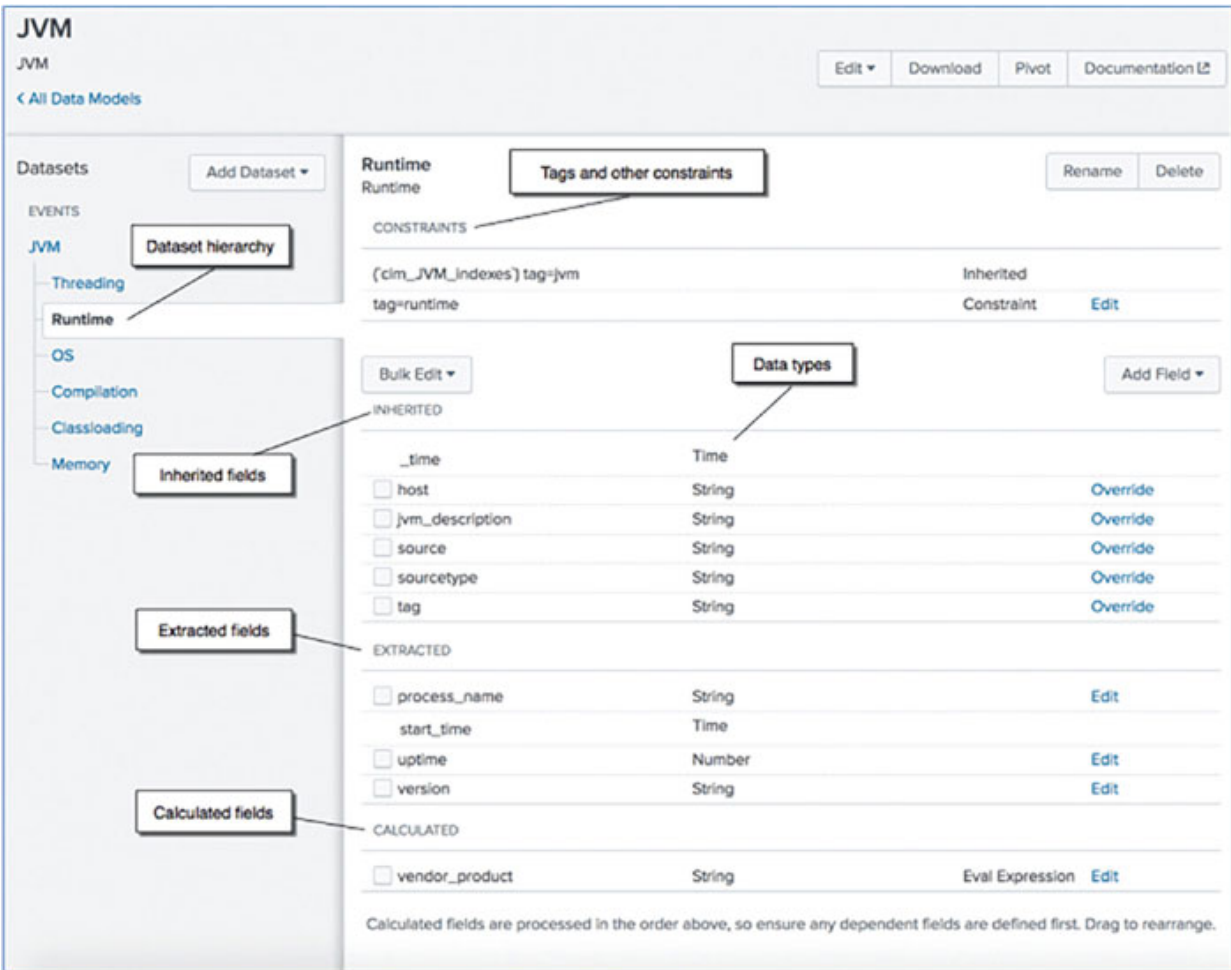 JVM
JVM
Edit Download Pivot Documentation
< All Data Models
Datasets
Add Dataset
EVENTS
JVM
Threading
Runtime
OS
Compilation
Classloading
Memory
Dataset hierarchy
Inherited fields
Extracted fields
Calculated fields
Runtime
Runtime
Tags and other constraints
Rename Delete
CONSTRAINTS
('cim_JVM_indexes') tag=jvm Inherited
tag=runtime Constraint Edit
Bulk Edit
Data types
Add Field
INHERITED
_time Time
host String Override
jvm_description String Override
source String Override
sourcetype String Override
tag String Override
EXTRACTED
process_name String Edit
start_time Time
uptime Number Edit
version String Edit
CALCULATED
vendor_product String Eval Expression Edit
Calculated fields are processed in the order above, so ensure any dependent fields are defined first. Drag to rearrange.